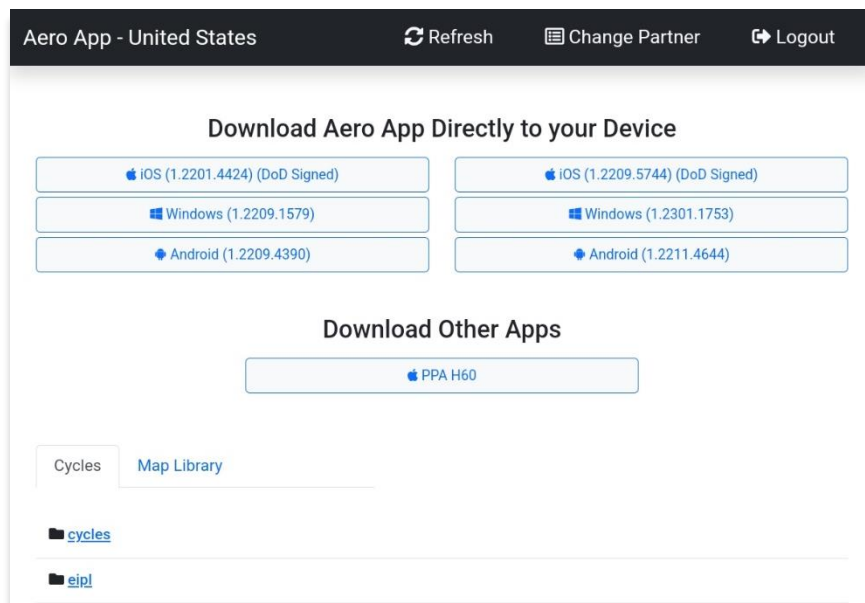 Aero App - United States Refresh Change Partner Logout
Download Aero App Directly to your Device
iOS (1.2201.4424) (DoD Signed) iOS (1.2209.5744) (DoD Signed)
Windows (1.2209.1579) Windows (1.2301.1753)
Android (1.2209.4390) Android (1.2211.4644)
Download Other Apps
PPA H60
Cycles Map Library
cycles
eipl